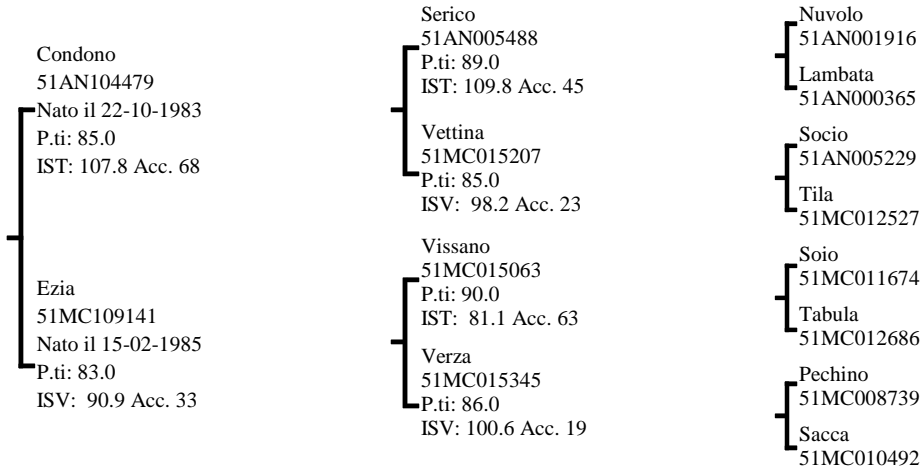 Condono
51AN104479
Nato il 22-10-1983
P.ti: 85.0
IST: 107.8 Acc. 68
Ezia
51MC109141
Nato il 15-02-1985
P.ti: 83.0
ISV:  90.9 Acc. 33
Serico
51AN005488
P.ti: 89.0
IST: 109.8 Acc. 45
Vettina
51MC015207
P.ti: 85.0
ISV:  98.2 Acc. 23
Vissano
51MC015063
P.ti: 90.0
IST:  81.1 Acc. 63
Verza
51MC015345
P.ti: 86.0
ISV: 100.6 Acc. 19
Nuvolo
51AN001916
Lambata
51AN000365
Socio
51AN005229
Tila
51MC012527
Soio
51MC011674
Tabula
51MC012686
Pechino
51MC008739
Sacca
51MC010492